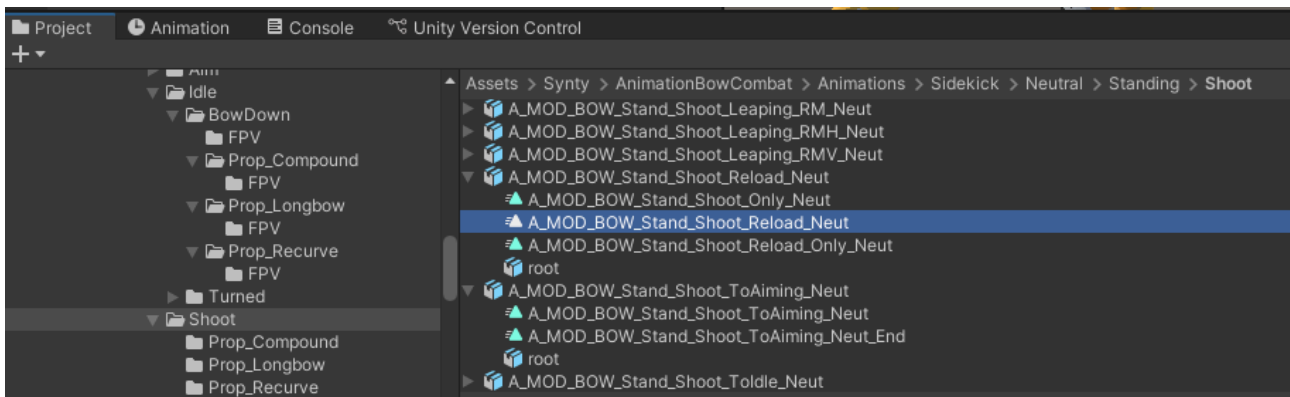 Project Animation Console Unity Version Control
Aim
Idle
BowDown
FPV
Prop_Compound
FPV
Prop_Longbow
FPV
Prop_Recurve
FPV
Turned
Shoot
Prop_Compound
Prop_Longbow
Prop_Recurve
Assets > Synty > AnimationBowCombat > Animations > Sidekick > Neutral > Standing > Shoot
A_MOD_BOW_Stand_Shoot_Leaping_RM_Neut
A_MOD_BOW_Stand_Shoot_Leaping_RMH_Neut
A_MOD_BOW_Stand_Shoot_Leaping_RMV_Neut
A_MOD_BOW_Stand_Shoot_Reload_Neut
A_MOD_BOW_Stand_Shoot_Only_Neut
A_MOD_BOW_Stand_Shoot_Reload_Neut
A_MOD_BOW_Stand_Shoot_Reload_Only_Neut
root
A_MOD_BOW_Stand_Shoot_ToAiming_Neut
A_MOD_BOW_Stand_Shoot_ToAiming_Neut
A_MOD_BOW_Stand_Shoot_ToAiming_Neut_End
root
A_MOD_BOW_Stand_Shoot_ToIdle_Neut